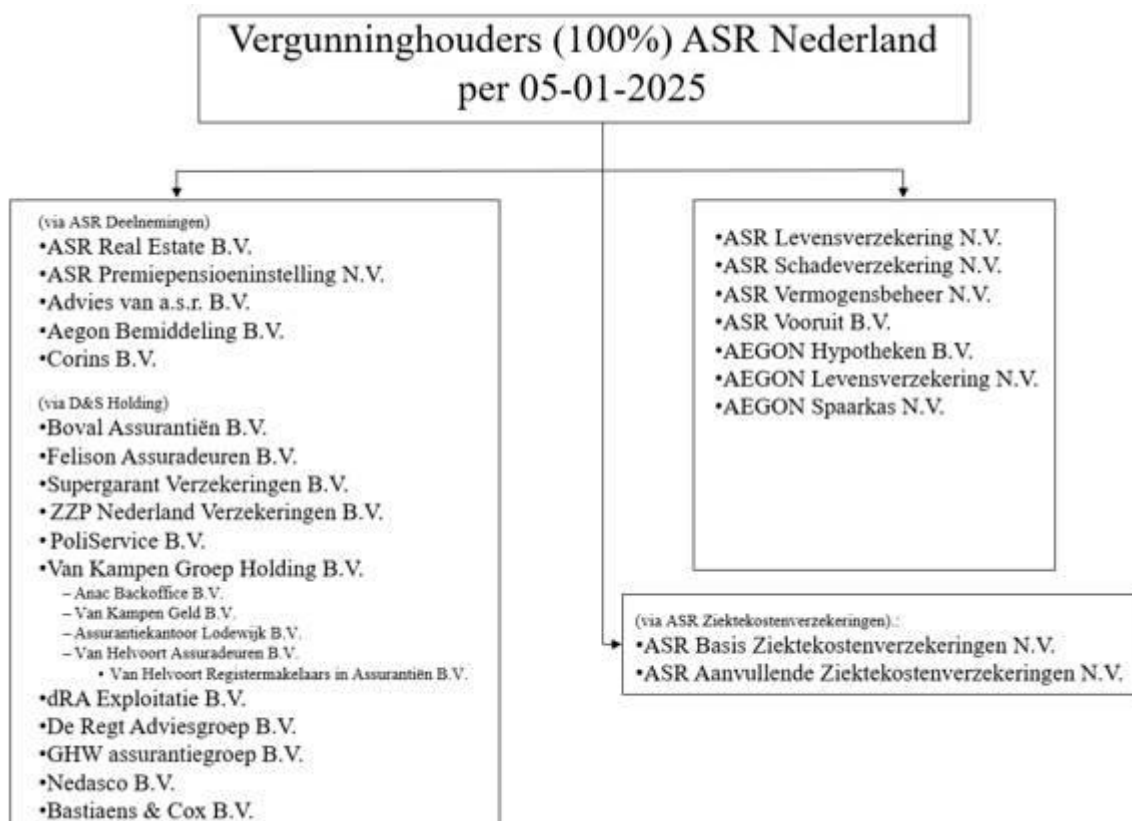 Vergunninghouders (100%) ASR Nederland
per 05-01-2025
(via ASR Deelnemingen)
•ASR Real Estate B.V.
•ASR Premiepensioeninstelling N.V.
•Advies van a.s.r. B.V.
•Aegon Bemiddeling B.V.
•Corins B.V.
(via D&S Holding)
•Boval Assurantiën B.V.
•Felison Assuradeuren B.V.
•Supergarant Verzekeringen B.V.
•ZZP Nederland Verzekeringen B.V.
•PoliService B.V.
•Van Kampen Groep Holding B.V.
– Anac Backoffice B.V.
– Van Kampen Geld B.V.
– Assurantiekantoor Lodewijk B.V.
– Van Helvoort Assuradeuren B.V.
• Van Helvoort Registermakelaars in Assurantiën B.V.
•dRA Exploitatie B.V.
•De Regt Adviesgroep B.V.
•GHW assurantiegroep B.V.
•Nedasco B.V.
•Bastiaens & Cox B.V.
•ASR Levensverzekering N.V.
•ASR Schadeverzekering N.V.
•ASR Vermogensbeheer N.V.
•ASR Vooruit B.V.
•AEGON Hypotheken B.V.
•AEGON Levensverzekering N.V.
•AEGON Spaarkas N.V.
(via ASR Ziektekostenverzekeringen).:
•ASR Basis Ziektekostenverzekeringen N.V.
•ASR Aanvullende Ziektekostenverzekeringen N.V.